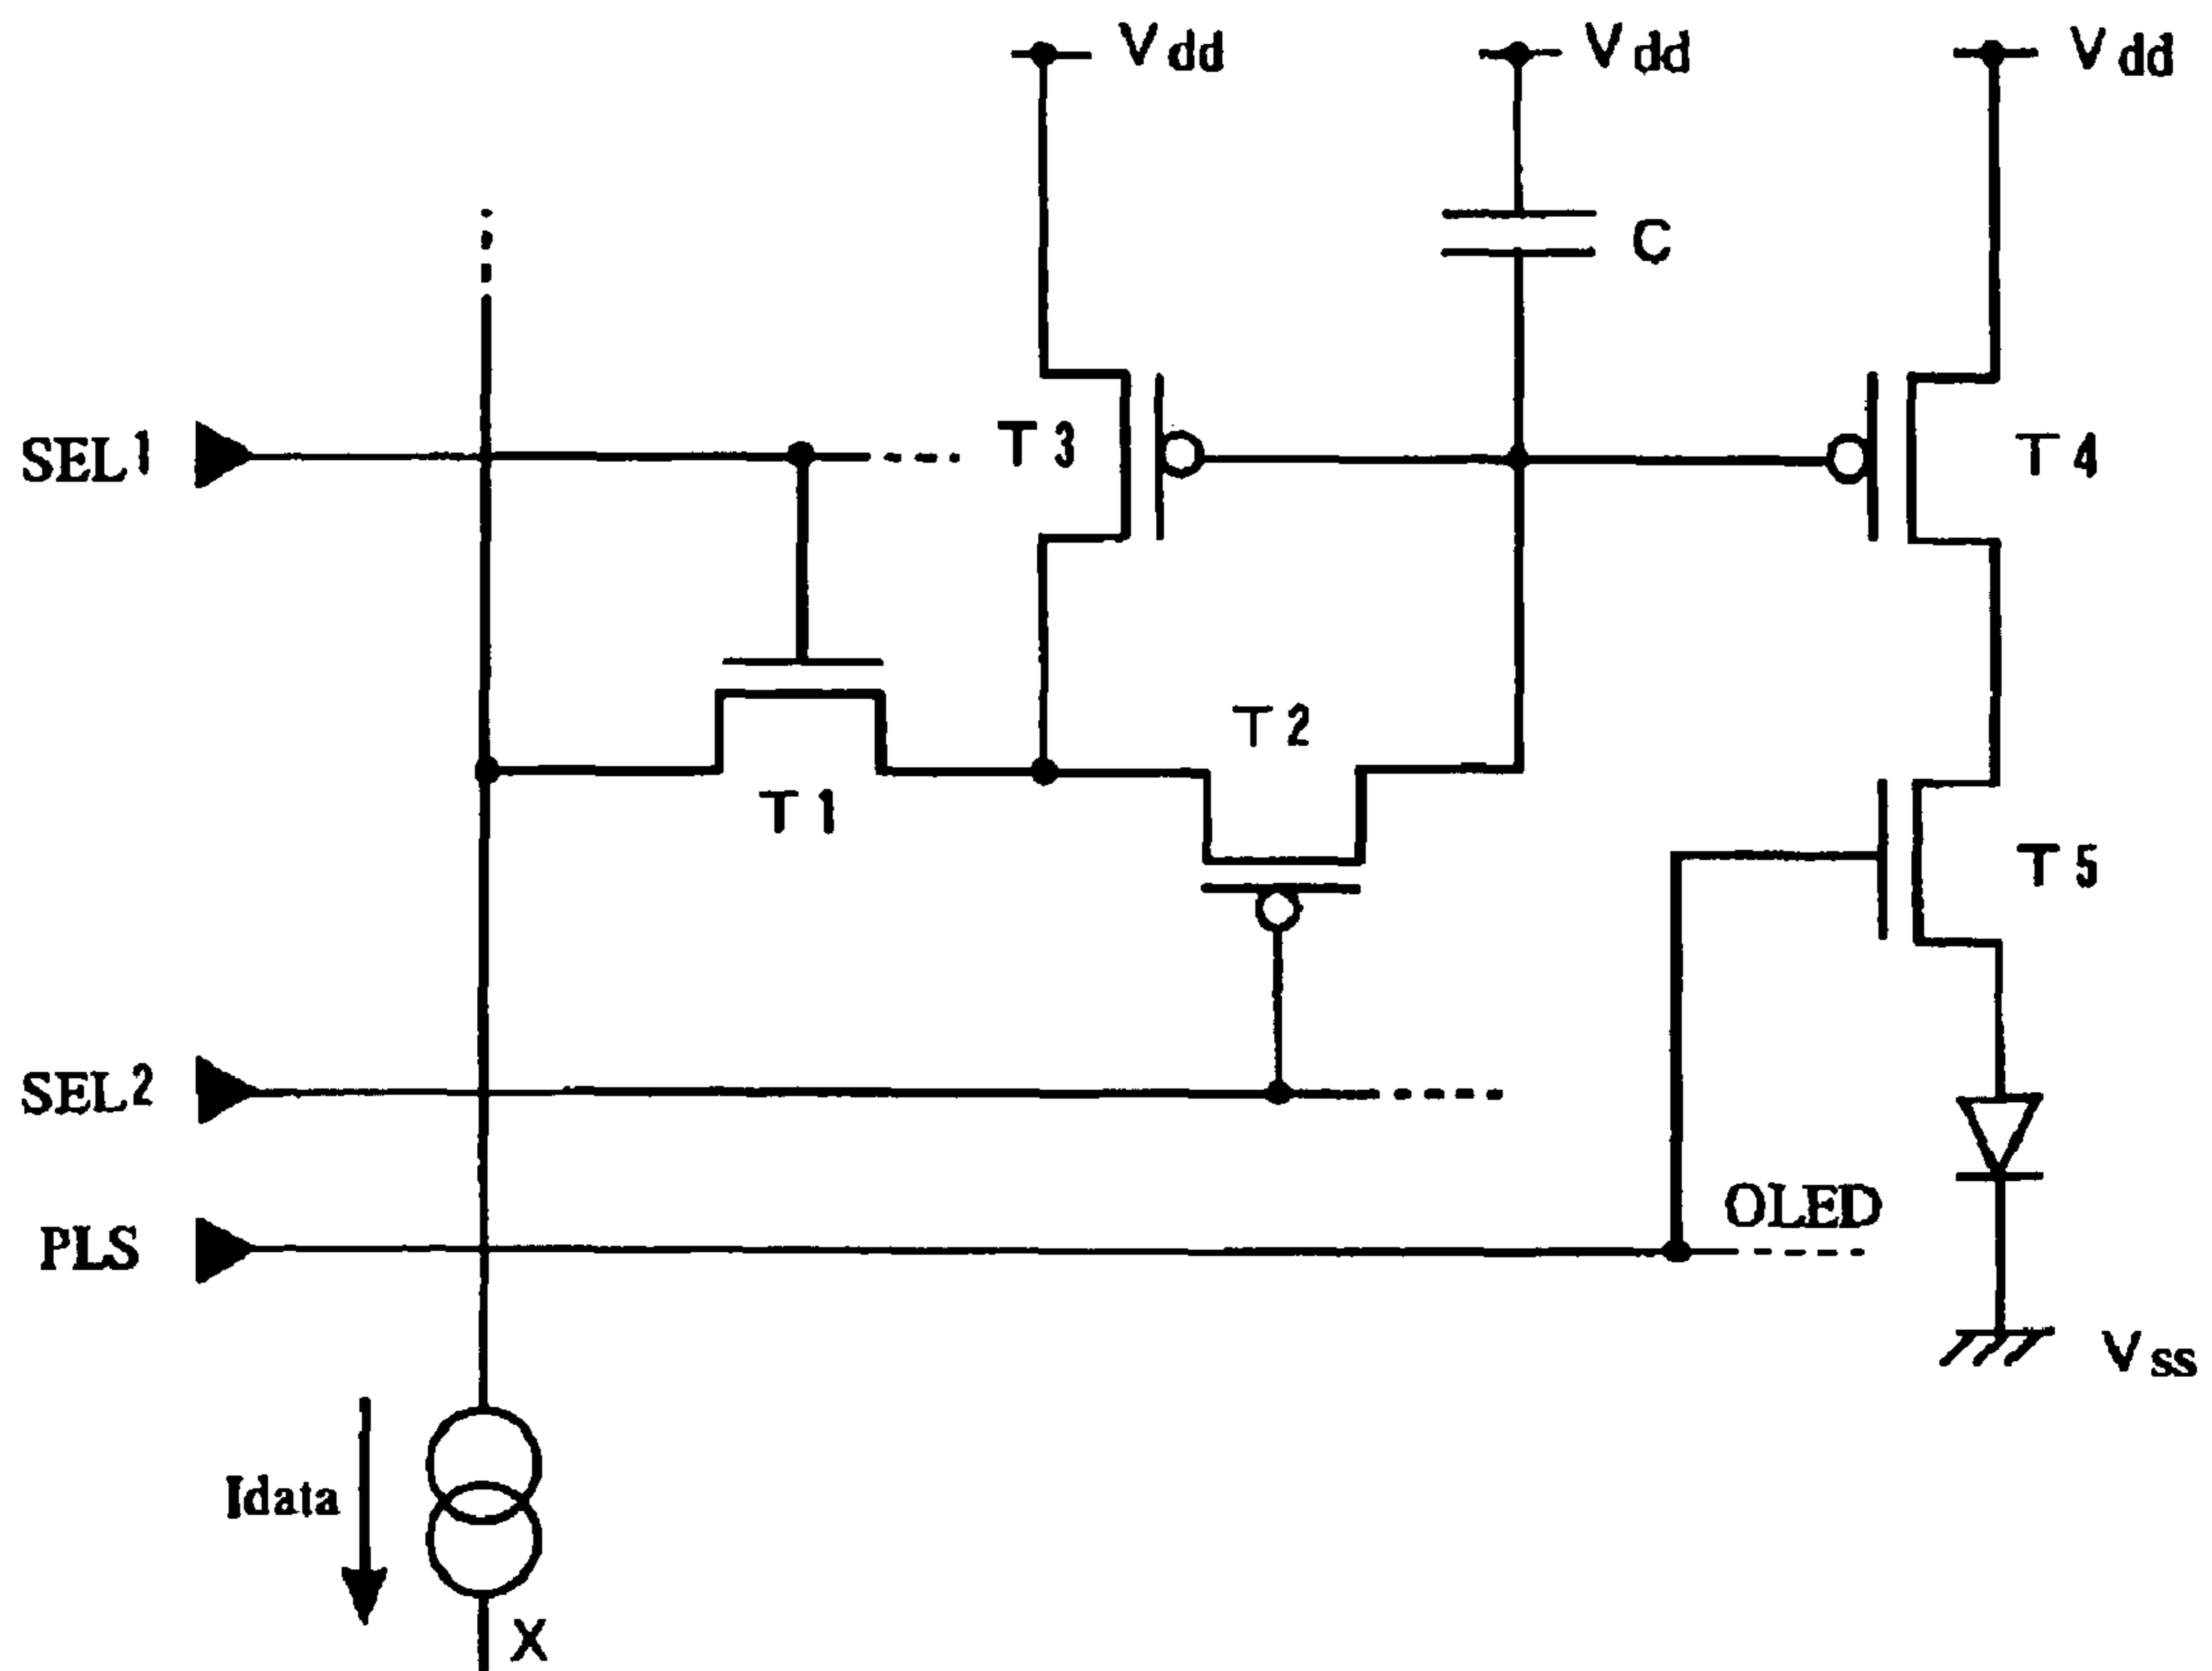 Vdd
Vdd
Vdd
C
SEL1
T3
T4
T2
T1
T5
SEL2
OLED
PLS
Vss
Idata
X